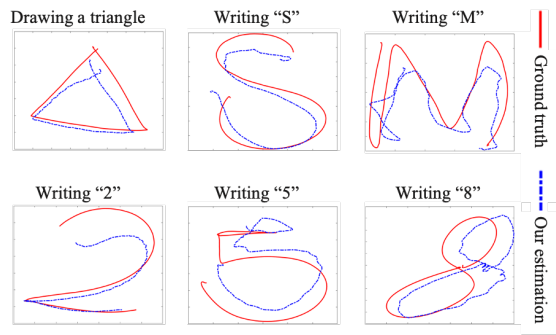 Drawing a triangle
Writing “S”
Writing “M”
Writing “2”
Writing “5”
Writing “8”
Ground truth
Our estimation